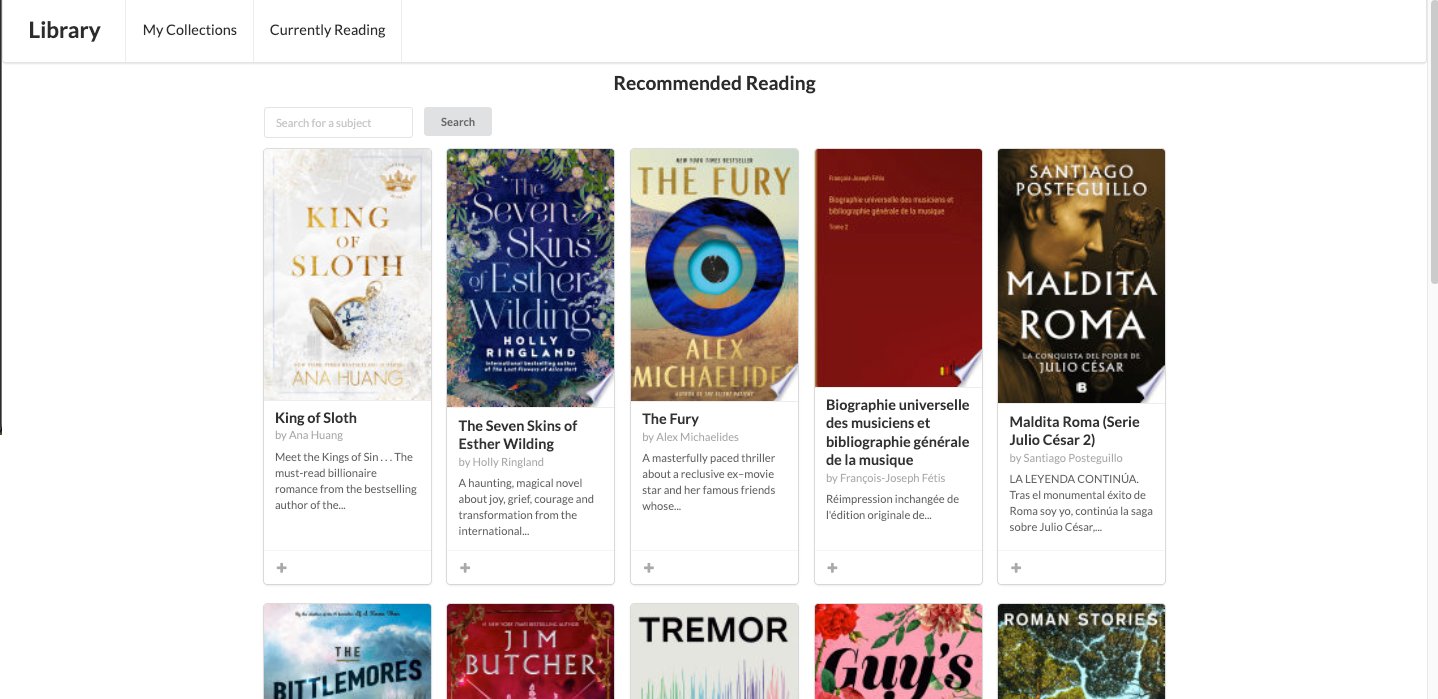 Library
My Collections
Currently Reading
Recommended Reading
Search for a subject
Search
KING
OF
SLOTH
ANA HUANG
The
Seven
Skins
of Esther
Wilding
HOLLY
RINGLAND
International bestselling author
of The Lost Flowers of Alice Hart
NEW YORK TIMES BESTSELLER
THE FURY
ALEX
MICHAELIDES
François-Joseph Fétis
Biographie universelle des musiciens et
bibliographie générale de la musique
Tome 2
SANTIAGO
POSTEGUILLO
MALDITA
ROMA
LA CONQUISTA DEL PODER DE
JULIO CÉSAR
B
King of Sloth
by Ana Huang
Meet the Kings of Sin . . . The
must-read billionaire
romance from the bestselling
author of the...
The Seven Skins of
Esther Wilding
by Holly Ringland
A haunting, magical novel
about joy, grief, courage and
transformation from the
international...
The Fury
by Alex Michaelides
A masterfully paced thriller
about a reclusive ex–movie
star and her famous friends
whose...
Biographie universelle
des musiciens et
bibliographie générale
de la musique
by François-Joseph Fétis
Réimpression inchangée de
l'édition originale de...
Maldita Roma (Serie
Julio César 2)
by Santiago Posteguillo
LA LEYENDA CONTINÚA.
Tras el monumental éxito de
Roma soy yo, continúa la saga
sobre Julio César,...
THE
BITTLEMORES
#1 NEW YORK TIMES BESTSELLING AUTHOR
JIM
BUTCHER
TREMOR
Guy's
ROMAN STORIES